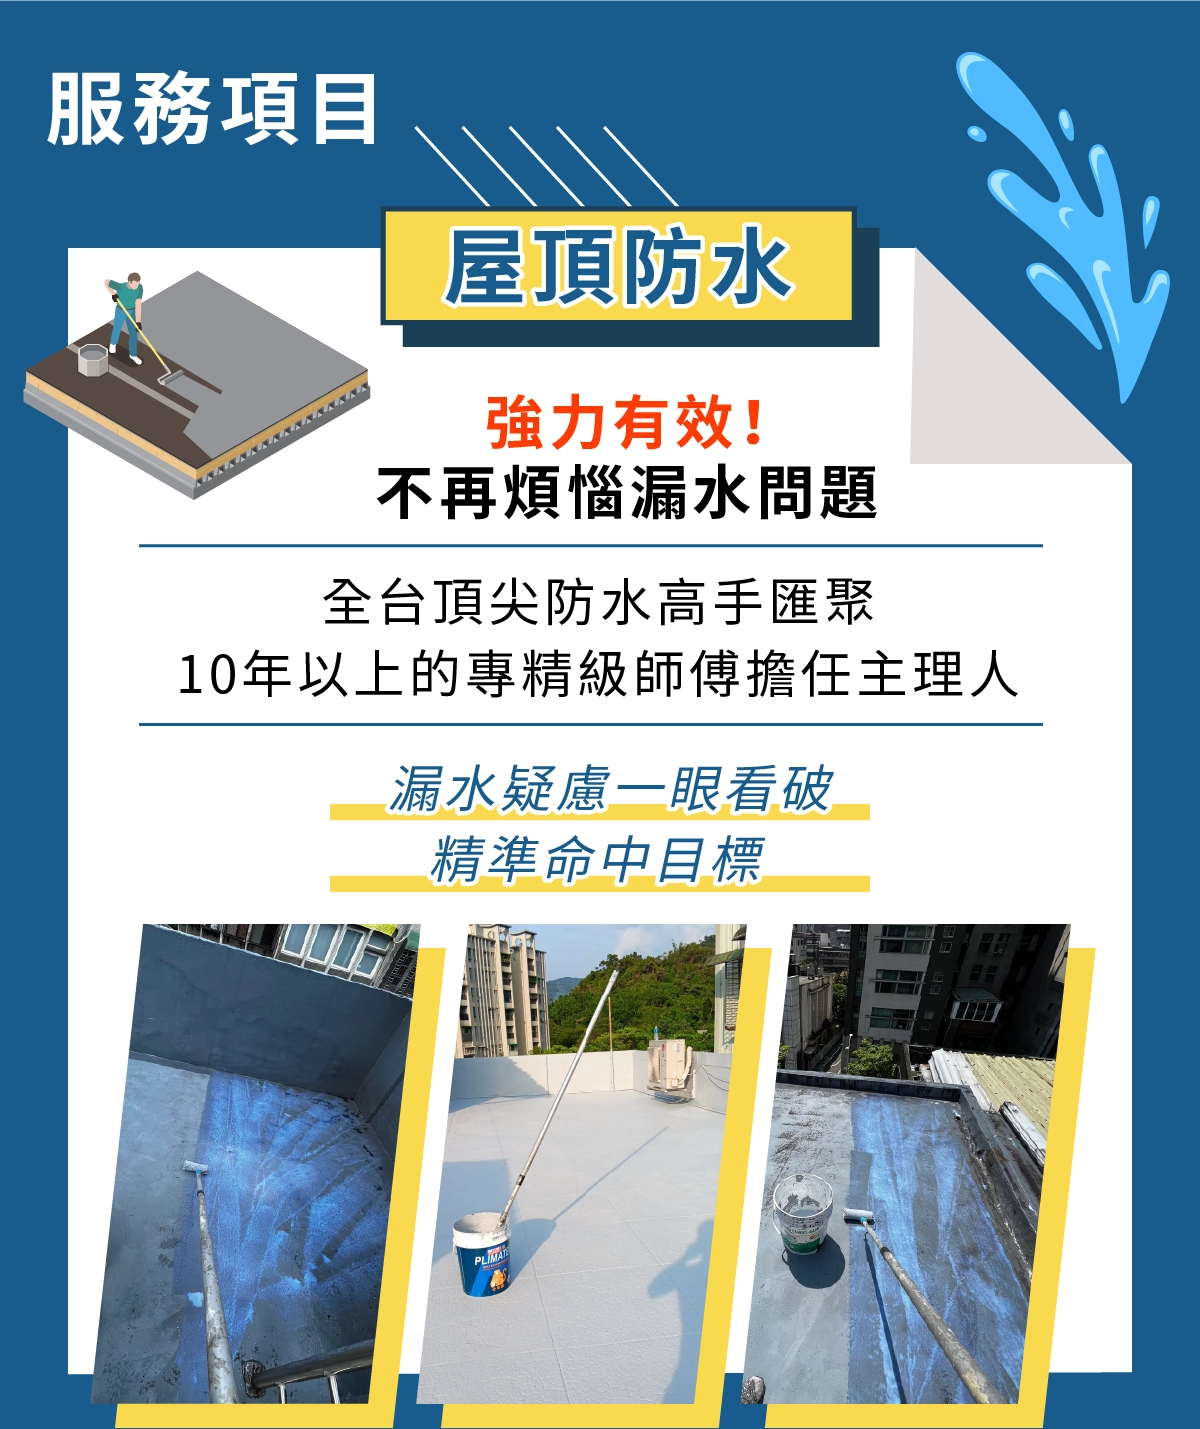 服務項目
屋頂防水
強力有效！
不再煩惱漏水問題
全台頂尖防水高手匯聚
10年以上的專精級師傅擔任主理人
漏水疑慮一眼看破
精準命中目標